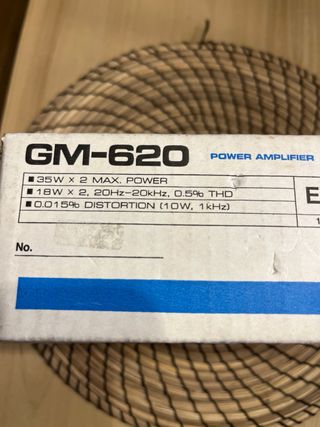 GM-620 POWER AMPLIFIER
■ 35W × 2 MAX. POWER
■ 18W × 2, 20Hz-20kHz, 0.5% THD
■ 0.015% DISTORTION (10W, 1kHz)
No.